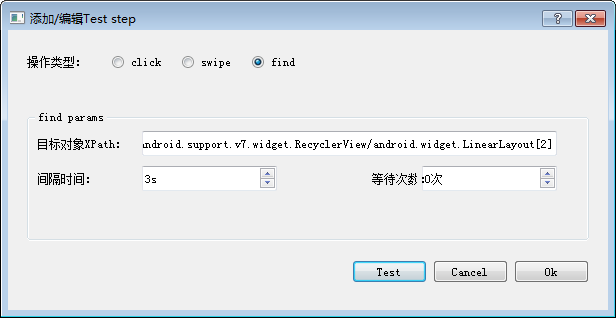 添加/编辑Test step
操作类型: click swipe find
find params
目标对象XPath: android.support.v7.widget.RecyclerView/android.widget.LinearLayout[2]
间隔时间: 3s 等待次数:0次
Test Cancel Ok